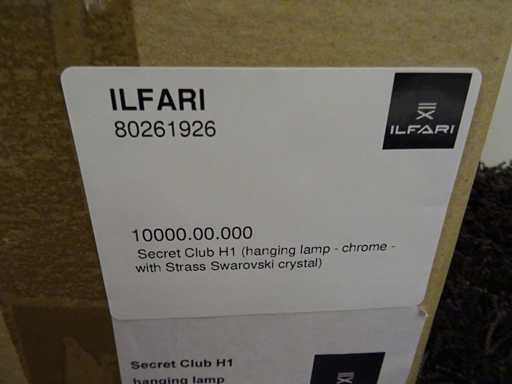 ILFARI
80261926
ILFARI
10000.00.000
Secret Club H1 (hanging lamp - chrome -
with Strass Swarovski crystal)
Secret Club H1
hanging lamp